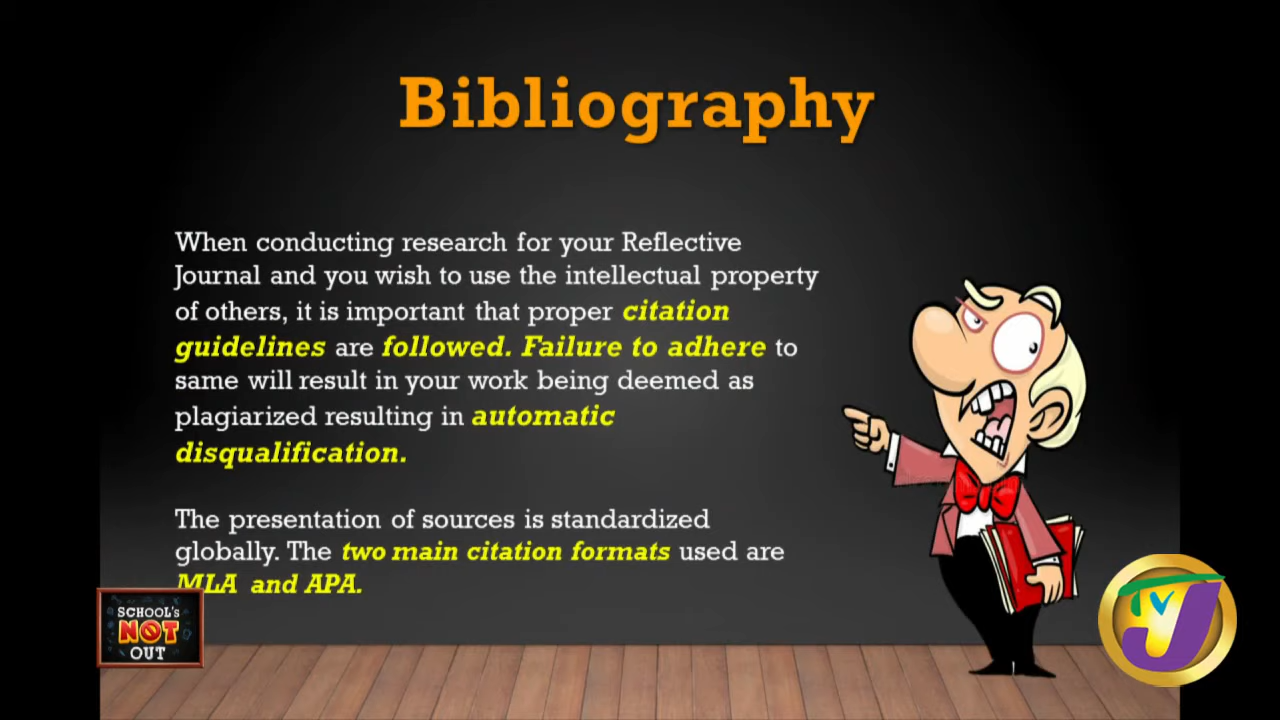 Bibliography
When conducting research for your Reflective
Journal and you wish to use the intellectual property
of others, it is important that proper citation
guidelines are followed. Failure to adhere to
same will result in your work being deemed as
plagiarized resulting in automatic
disqualification.
The presentation of sources is standardized
globally. The two main citation formats used are
MLA and APA.
SCHOOL's
NOT
OUT
TVJ